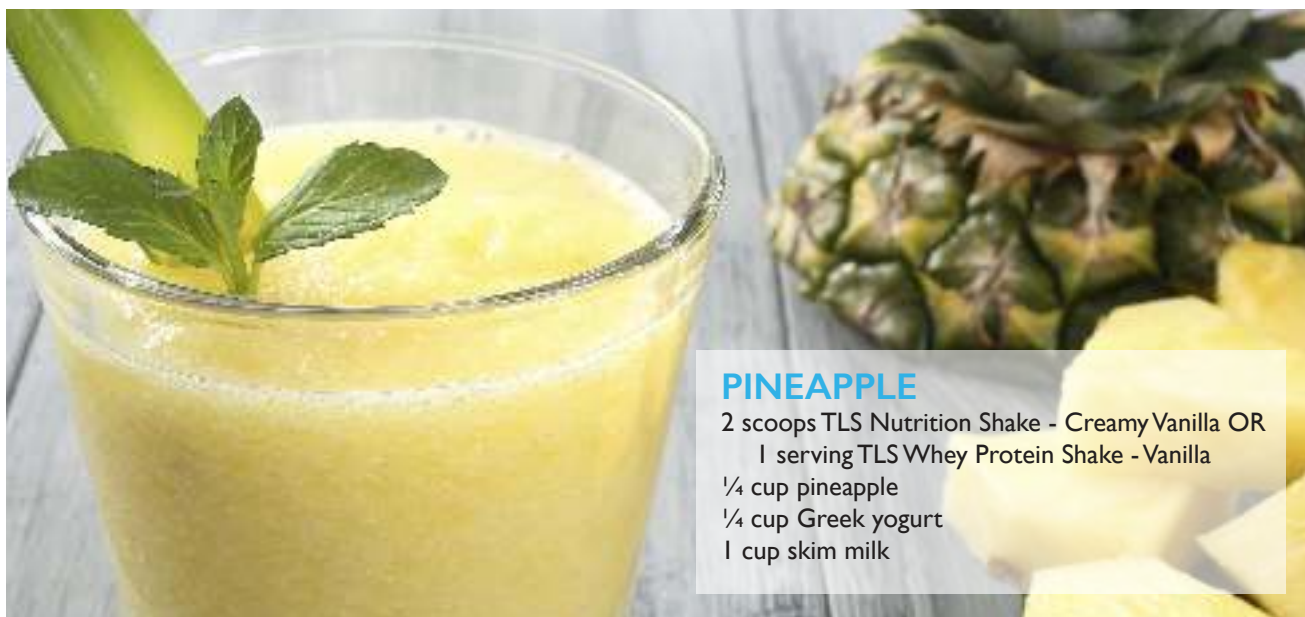 PINEAPPLE
2 scoops TLS Nutrition Shake - Creamy Vanilla OR
1 serving TLS Whey Protein Shake - Vanilla
¼ cup pineapple
¼ cup Greek yogurt
1 cup skim milk